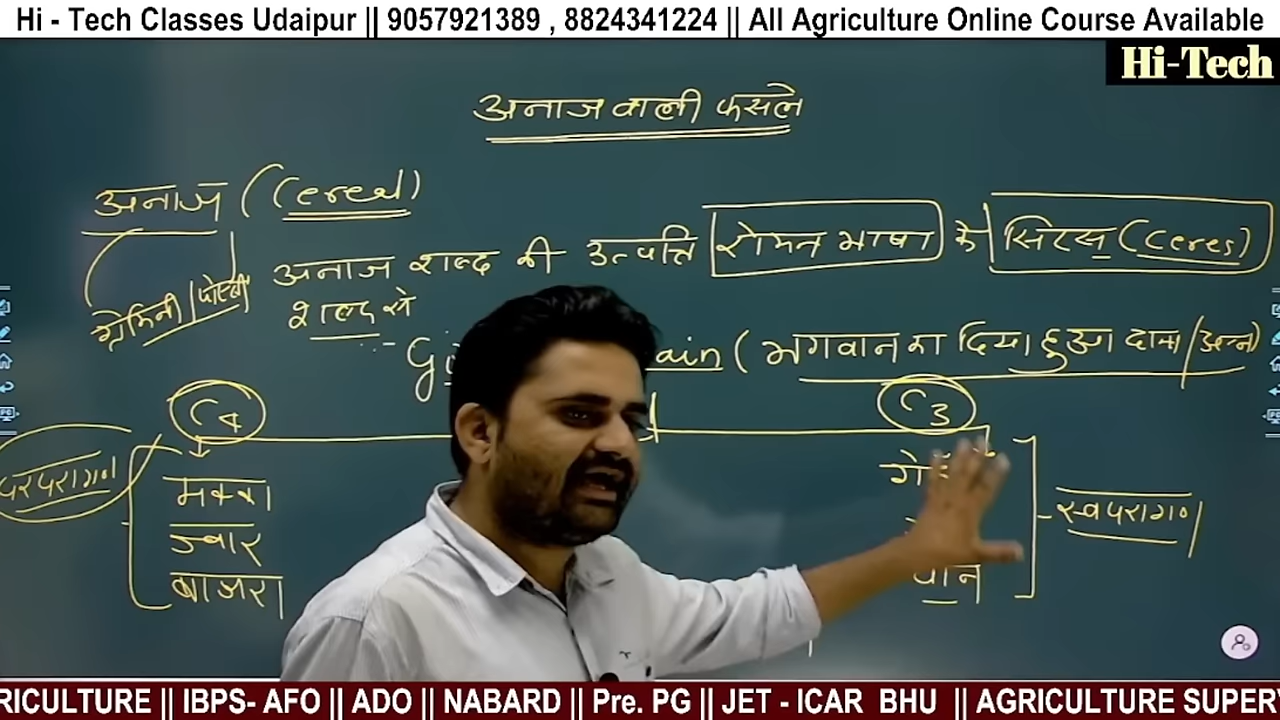 Hi - Tech Classes Udaipur || 9057921389 , 8824341224 || All Agriculture Online Course Available
Hi-Tech
अनाज वाली फसले
अनाज (Cereal)
ग्रेमिनी / पोएसी
अनाज शब्द की उत्पत्ति रोमन भाषा के सिरस (Ceres)
शब्द से
ain (भगवान का दिया हुआ दाना/अन्न)
C4
C3
परपरागण
मक्का
ज्वार
बाजरा
धान
स्वपरागण
RICULTURE || IBPS- AFO || ADO || NABARD || Pre. PG || JET - ICAR BHU || AGRICULTURE SUPER